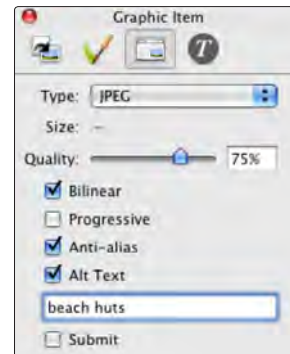 Graphic Item
T
Type: JPEG
Size: –
Quality: 75%
Bilinear
Progressive
Anti-alias
Alt Text
beach huts
Submit